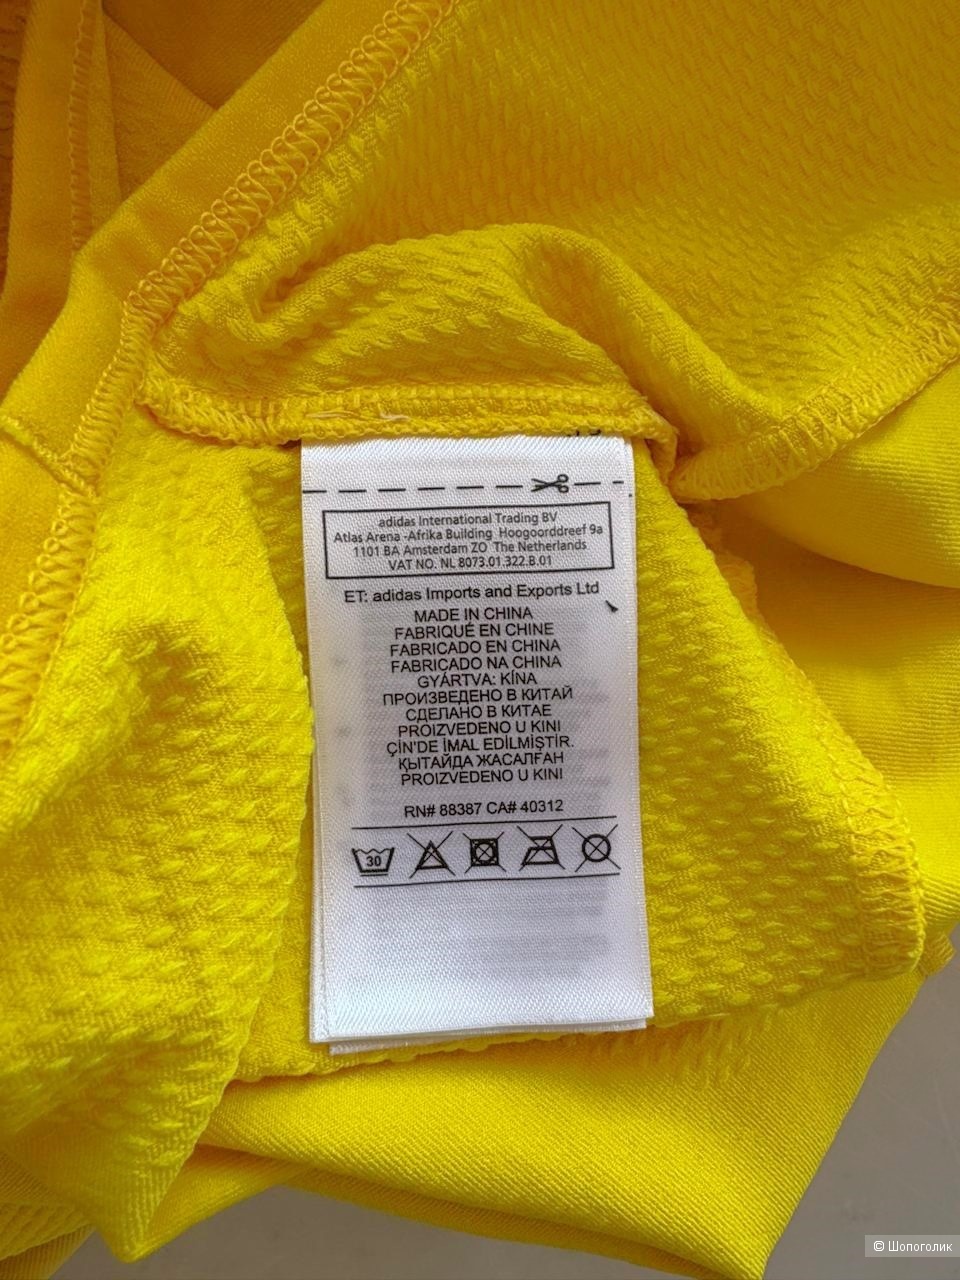 adidas International Trading BV
Atlas Arena -Afrika Building Hoogoorddreef 9a
1101 BA Amsterdam ZO The Netherlands
VAT NO. NL 8073.01.322.B.01
ET: adidas Imports and Exports Ltd
MADE IN CHINA
FABRIQUÉ EN CHINE
FABRICADO EN CHINA
FABRICADO NA CHINA
GYÁRTVA: KÍNA
ПРОИЗВЕДЕНО В КИТАЙ
СДЕЛАНО В КИТАЕ
PROIZVEDENO U KINI
ÇİN'DE İMAL EDİLMİŞTİR.
ҚЫТАЙДА ЖАСАЛҒАН
PROIZVEDENO U KINI
RN# 88387 CA# 40312
30
© Шопоголик